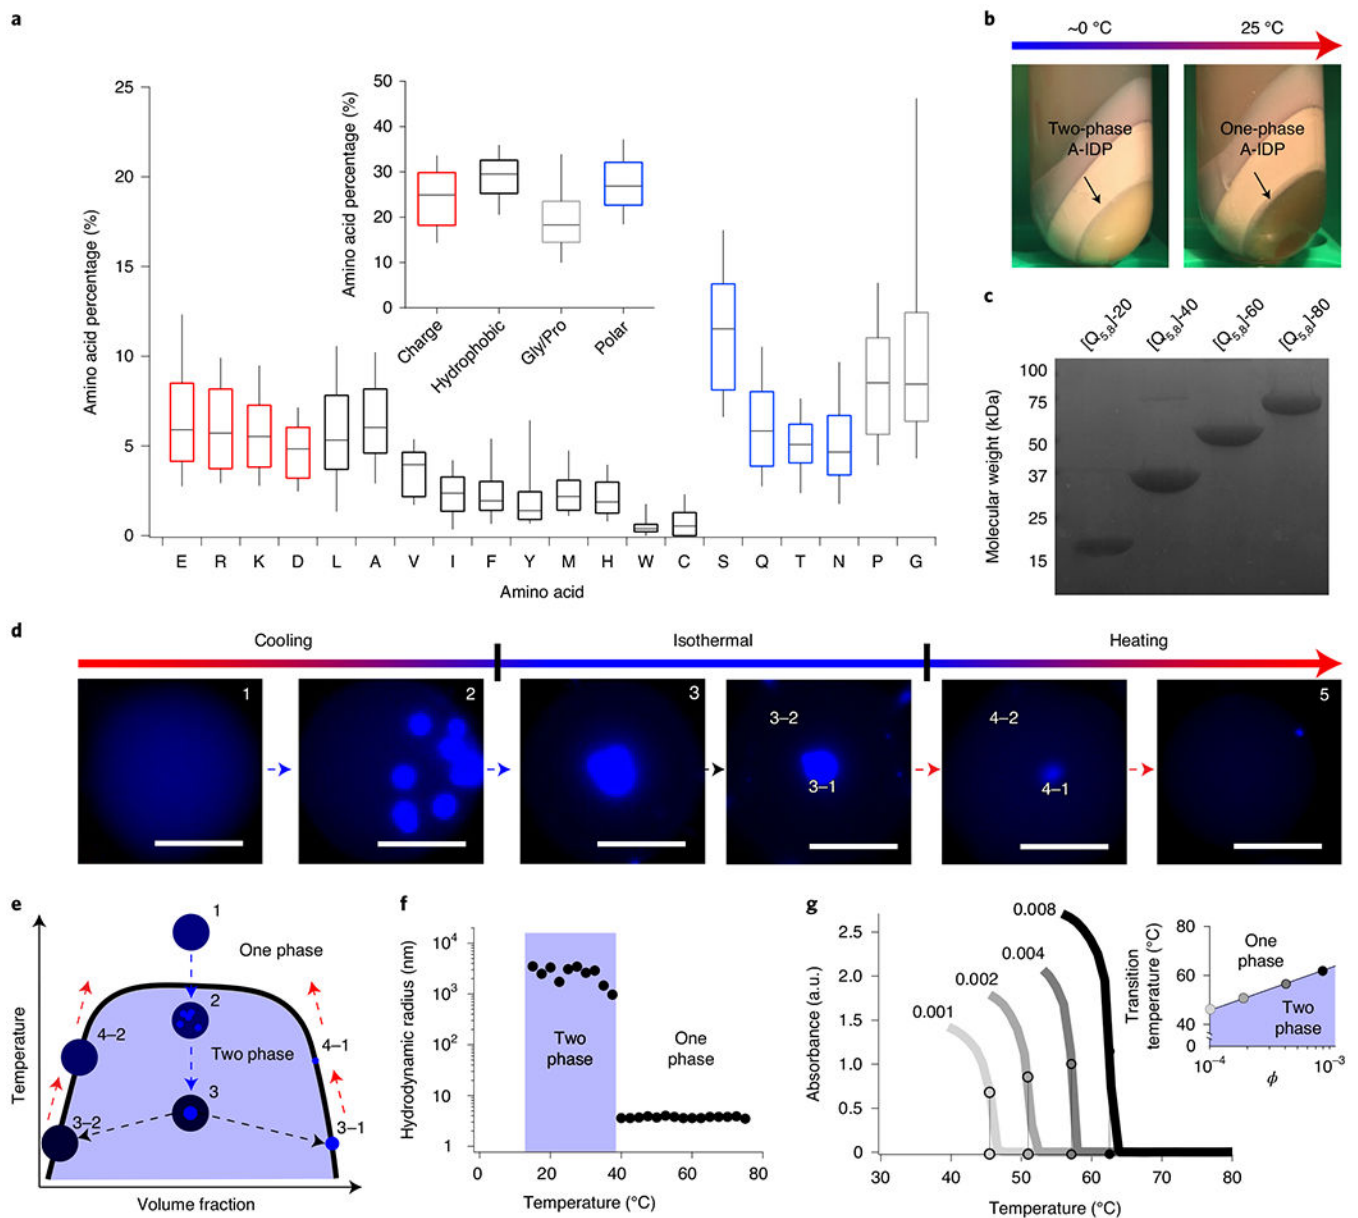 a
Amino acid percentage (%)
25
20
15
10
5
0
E R K D L A V I F Y M H W C S Q T N P G
Amino acid
Amino acid percentage (%)
50
40
30
20
10
0
Charge
Hydrophobic
Gly/Pro
Polar
b
~0 °C
25 °C
Two-phase
A-IDP
One-phase
A-IDP
c
[Q5,8]-20
[Q5,8]-40
[Q5,8]-60
[Q5,8]-80
Molecular weight (kDa)
100
75
50
37
25
15
d
Cooling
Isothermal
Heating
1
2
3
3–2
3–1
4–2
4–1
5
e
Temperature
1
One phase
2
4–2
Two phase
4–1
3
3–2
3–1
Volume fraction
f
Hydrodynamic radius (nm)
10⁴
10³
10²
10
1
Two
phase
One
phase
0 20 40 60 80
Temperature (°C)
g
Absorbance (a.u.)
2.5
2.0
1.5
1.0
0.5
0
0.008
0.004
0.002
0.001
30 40 50 60 70 80
Temperature (°C)
Transition
temperature (°C)
80
60
40
0
One
phase
Two
phase
10⁻⁴
10⁻³
ϕ